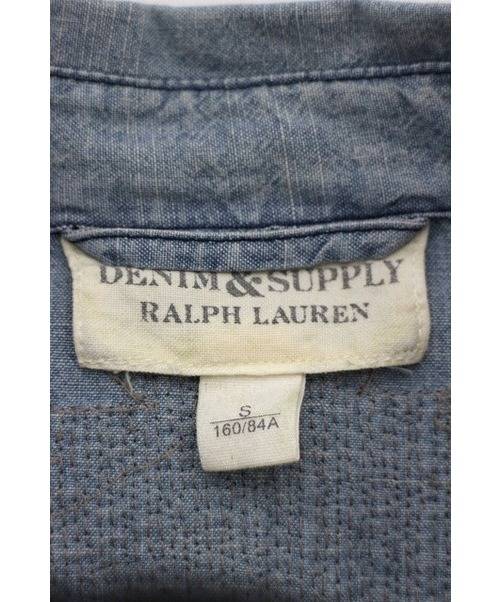 DENIM & SUPPLY
RALPH LAUREN
S
160/84A